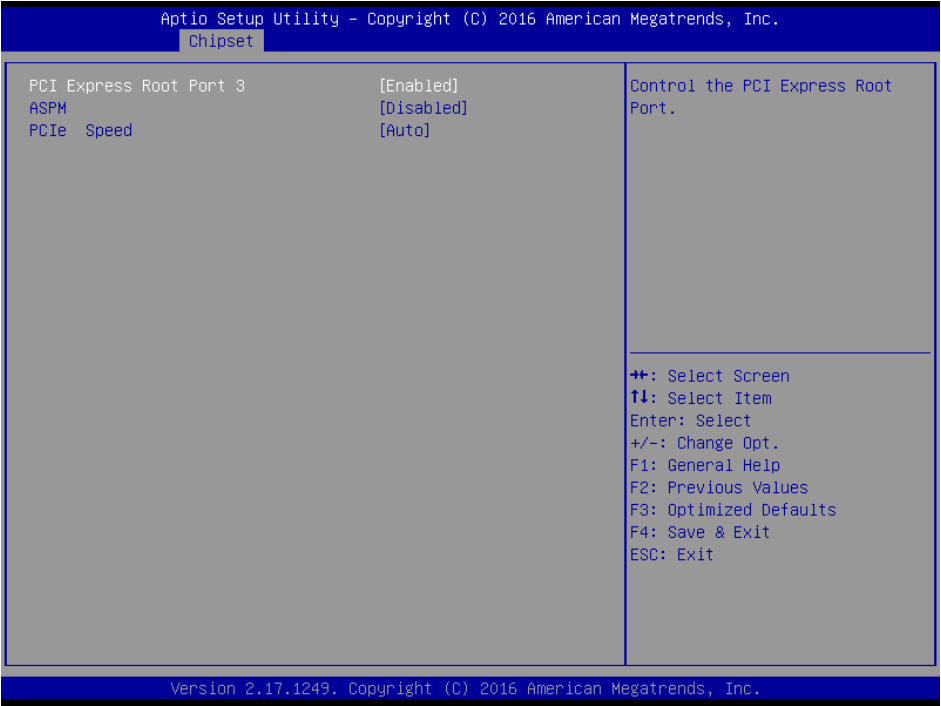 Aptio Setup Utility – Copyright (C) 2016 American Megatrends, Inc.
Chipset
PCI Express Root Port 3 [Enabled]
ASPM [Disabled]
PCIe Speed [Auto]
Control the PCI Express Root
Port.
→←: Select Screen
↑↓: Select Item
Enter: Select
+/-: Change Opt.
F1: General Help
F2: Previous Values
F3: Optimized Defaults
F4: Save & Exit
ESC: Exit
Version 2.17.1249. Copyright (C) 2016 American Megatrends, Inc.